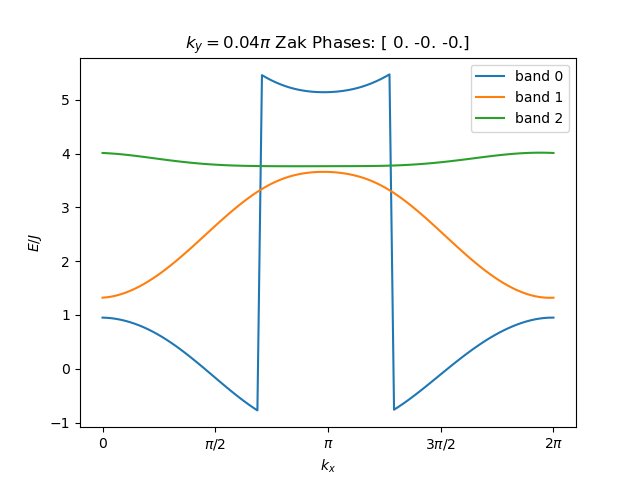 $k_y = 0.04\pi$ Zak Phases: [ 0. -0. -0.]
band 0
band 1
band 2
E/J
5
4
3
2
1
0
−1
0
π/2
π
3π/2
2π
$k_x$